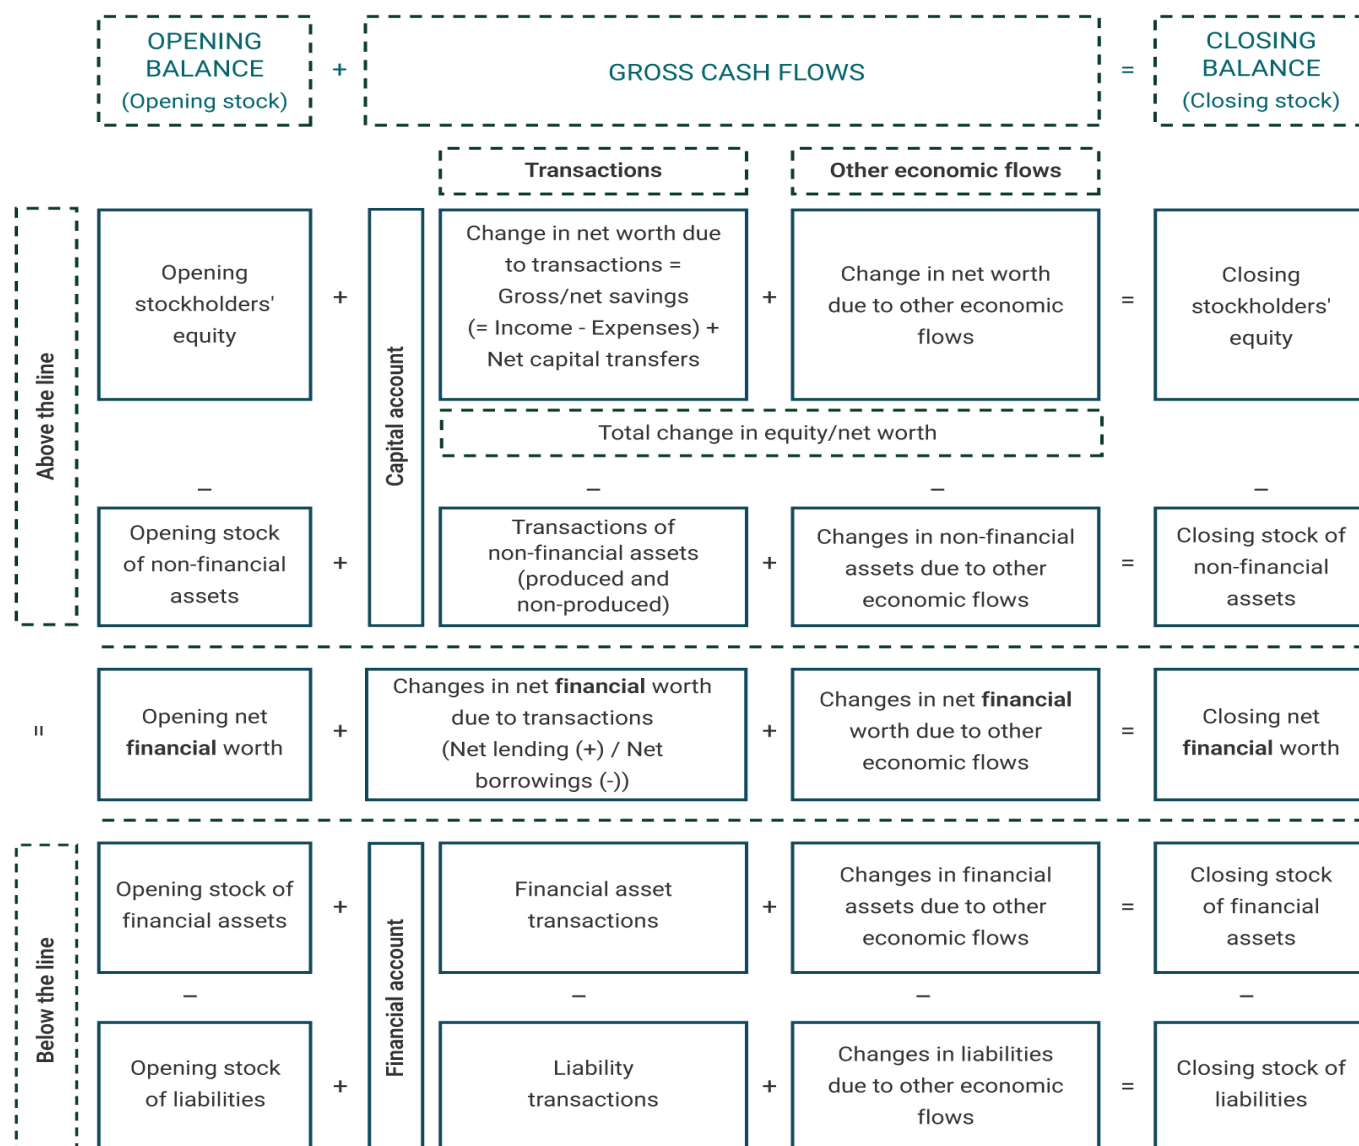 OPENING
BALANCE
(Opening stock)
+
GROSS CASH FLOWS
=
CLOSING
BALANCE
(Closing stock)
Transactions
Other economic flows
Above the line
Opening
stockholders'
equity
+
Capital account
Change in net worth due
to transactions =
Gross/net savings
(= Income - Expenses) +
Net capital transfers
+
Change in net worth
due to other economic
flows
=
Closing
stockholders'
equity
Total change in equity/net worth
– – – –
Opening stock
of non-financial
assets
+
Transactions of
non-financial assets
(produced and
non-produced)
+
Changes in non-financial
assets due to other
economic flows
=
Closing stock of
non-financial
assets
=
Opening net
financial worth
+
Changes in net financial worth
due to transactions
(Net lending (+) / Net
borrowings (-))
+
Changes in net financial
worth due to other
economic flows
=
Closing net
financial worth
Below the line
Opening stock of
financial assets
+
Financial account
Financial asset
transactions
+
Changes in financial
assets due to other
economic flows
=
Closing stock
of financial
assets
– – – –
Opening stock
of liabilities
+
Liability
transactions
+
Changes in liabilities
due to other economic
flows
=
Closing stock of
liabilities